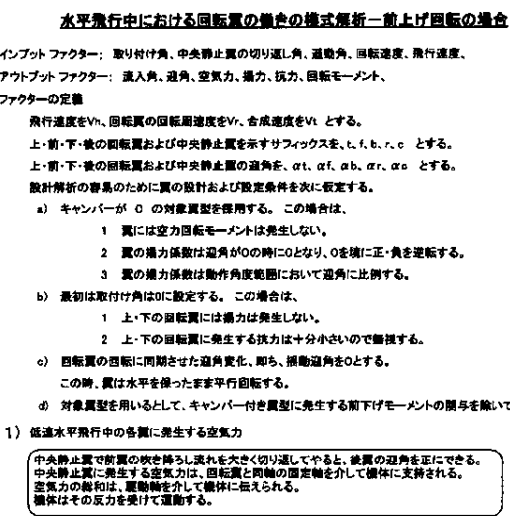 水平飛行中における回転翼の働きの模式解析ー前上げ回転の場合
インプット ファクター； 取り付け角、中央静止翼の切り返し角、遥動角、回転速度、飛行速度、
アウトプット ファクター： 流入角、迎角、空気力、揚力、抗力、回転モーメント、
ファクターの定義
飛行速度をVh、回転翼の回転周速度をVr、合成速度をVt とする。
上・前・下・後の回転翼および中央静止翼を示すサフィックスを、t、f、b、r、c とする。
上・前・下・後の回転翼および中央静止翼の迎角を、αt、αf、αb、αr、αc とする。
設計解析の容易のために翼の設計および設定条件を次に仮定する。
a) キャンバーが 0 の対象翼型を採用する。 この場合は、
1 翼には空力回転モーメントは発生しない。
2 翼の揚力係数は迎角が0の時に0となり、0を境に正・負を逆転する。
3 翼の揚力係数は動作角度範囲において迎角に比例する。
b) 最初は取付け角は0に設定する。 この場合は、
1 上・下の回転翼には揚力は発生しない。
2 上・下の回転翼に発生する抗力は十分小さいので無視する。
c) 回転翼の回転に同期させた迎角変化、即ち、揺動迎角を0とする。
この時、翼は水平を保ったまま平行回転する。
d) 対象翼型を用いるとして、キャンバー付き翼型に発生する前下げモーメントの関与を除いて
1) 低速水平飛行中の各翼に発生する空気力
中央静止翼で前翼の吹き降ろし流れを大きく切り返してやると、後翼の迎角を正にできる。
中央静止翼に発生する空気力は、回転翼と同軸の固定軸を介して機体に支持される。
空気力の総和は、駆動軸を介して機体に伝えられる。
機体はその反力を受けて運動する。